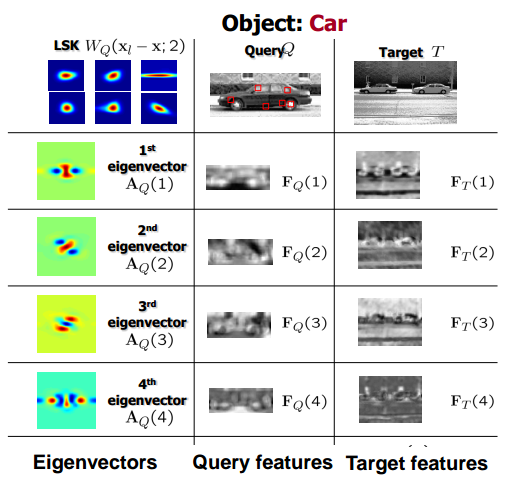 Object: Car
LSK W_Q(x_l − x; 2)
Query Q
Target T
1st
eigenvector
A_Q(1)
F_Q(1)
F_T(1)
2nd
eigenvector
A_Q(2)
F_Q(2)
F_T(2)
3rd
eigenvector
A_Q(3)
F_Q(3)
F_T(3)
4th
eigenvector
A_Q(4)
F_Q(4)
F_T(4)
Eigenvectors
Query features
Target features